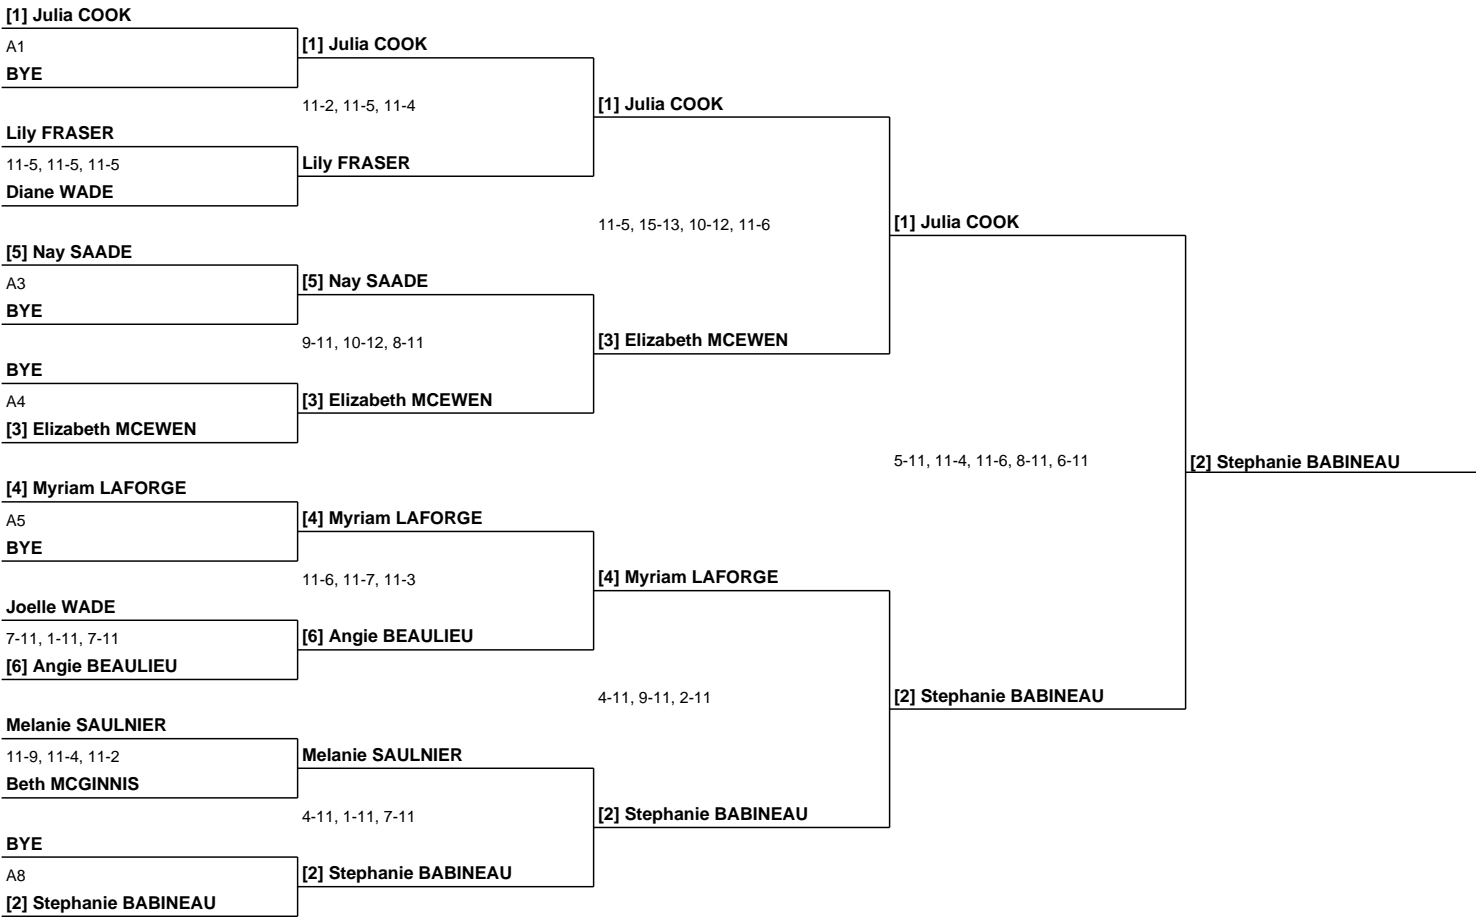 [1] Julia COOK
A1
BYE
Lily FRASER
11-5, 11-5, 11-5
Diane WADE
[5] Nay SAADE
A3
BYE
BYE
A4
[3] Elizabeth MCEWEN
[4] Myriam LAFORGE
A5
BYE
Joelle WADE
7-11, 1-11, 7-11
[6] Angie BEAULIEU
Melanie SAULNIER
11-9, 11-4, 11-2
Beth MCGINNIS
BYE
A8
[2] Stephanie BABINEAU
[1] Julia COOK
11-2, 11-5, 11-4
Lily FRASER
[5] Nay SAADE
9-11, 10-12, 8-11
[3] Elizabeth MCEWEN
[4] Myriam LAFORGE
11-6, 11-7, 11-3
[6] Angie BEAULIEU
Melanie SAULNIER
4-11, 1-11, 7-11
[2] Stephanie BABINEAU
[1] Julia COOK
11-5, 15-13, 10-12, 11-6
[3] Elizabeth MCEWEN
[4] Myriam LAFORGE
4-11, 9-11, 2-11
[2] Stephanie BABINEAU
[1] Julia COOK
5-11, 11-4, 11-6, 8-11, 6-11
[2] Stephanie BABINEAU
[2] Stephanie BABINEAU